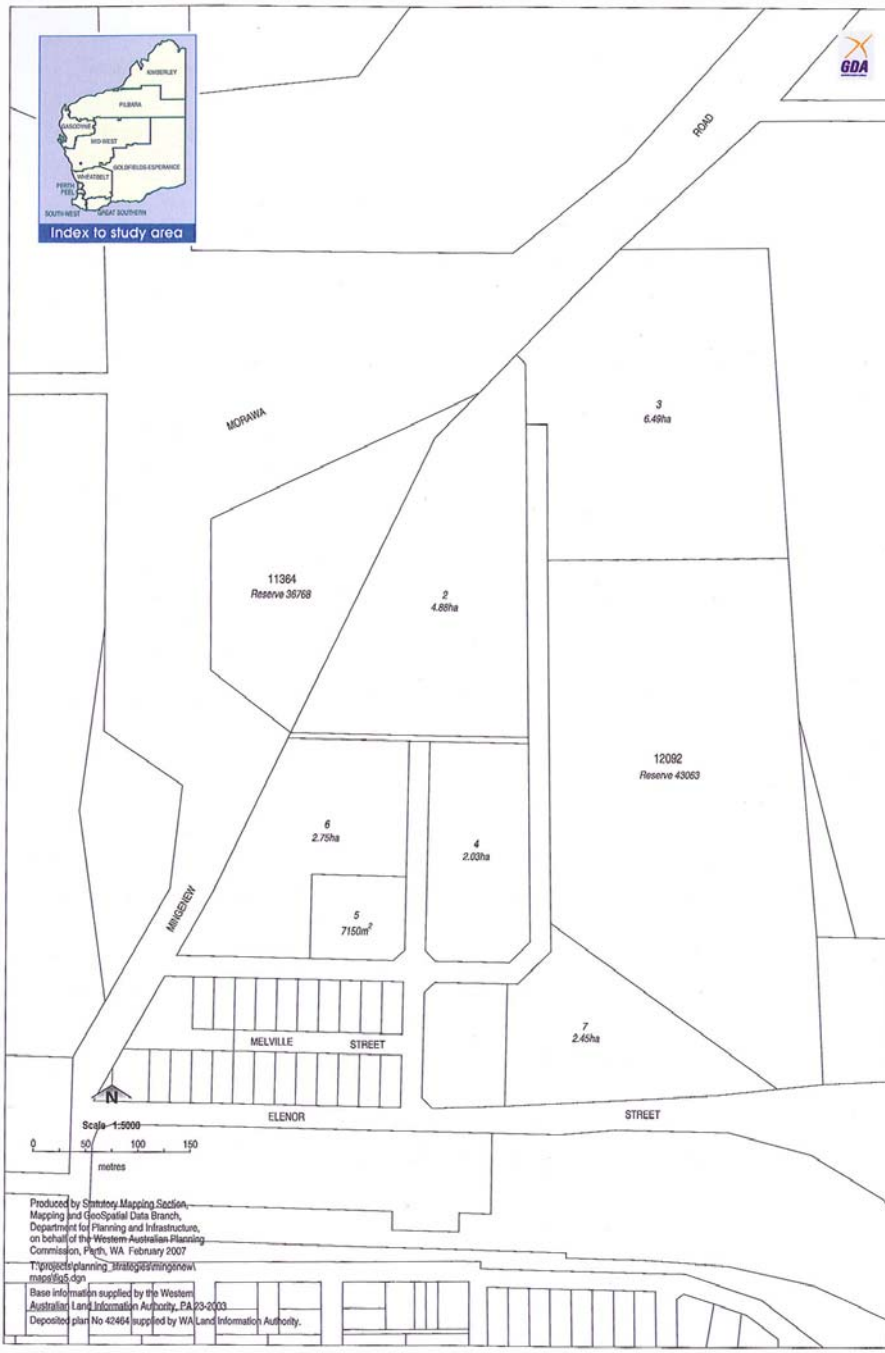 KIMBERLEY
PILBARA
GASCOYNE
MID-WEST
GOLDFIELDS-ESPERANCE
WHEATBELT
PERTH
PEEL
SOUTH-WEST
GREAT SOUTHERN
Index to study area
GDA
ROAD
MORAWA
3
6.49ha
11364
Reserve 36768
2
4.88ha
12092
Reserve 43063
6
2.75ha
4
2.03ha
MINGENEW
5
7150m²
7
2.45ha
MELVILLE STREET
N
ELENOR STREET
Scale 1:5000
0 50 100 150
metres
Produced by Statutory Mapping Section,
Mapping and GeoSpatial Data Branch,
Department for Planning and Infrastructure,
on behalf of the Western Australian Planning
Commission, Perth, WA February 2007
T:\projects\planning_strategies\mingenew\
maps\fig5.dgn
Base information supplied by the Western
Australian Land Information Authority, PA 23-2003
Deposited plan No 42464 supplied by WA Land Information Authority.